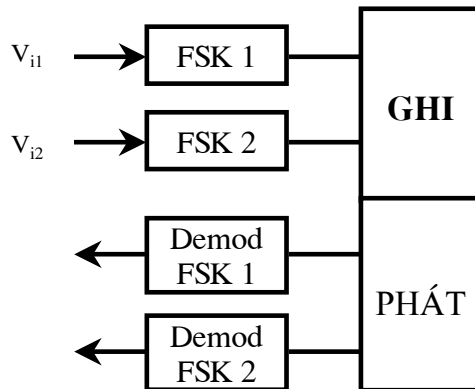 V_i1
FSK 1
GHI
V_i2
FSK 2
Demod
FSK 1
PHÁT
Demod
FSK 2